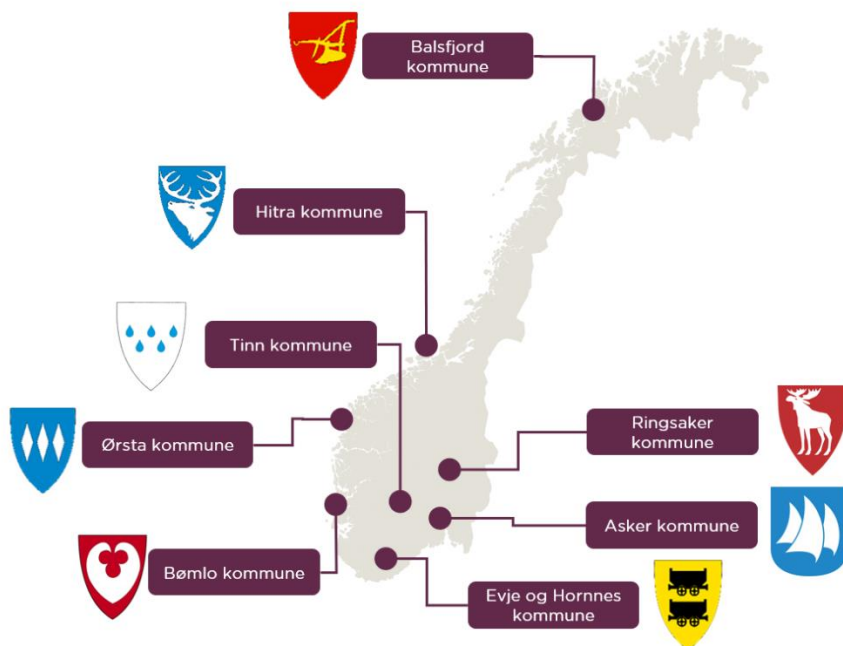 Balsfjord
kommune
Hitra kommune
Tinn kommune
Ørsta kommune
Ringsaker
kommune
Asker kommune
Bømlo kommune
Evje og Hornnes
kommune